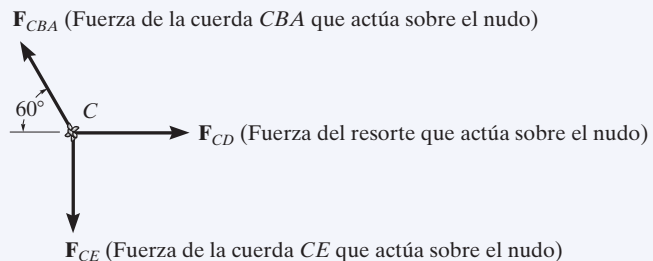 F_CBA (Fuerza de la cuerda CBA que actúa sobre el nudo)
60°
C
F_CD (Fuerza del resorte que actúa sobre el nudo)
F_CE (Fuerza de la cuerda CE que actúa sobre el nudo)